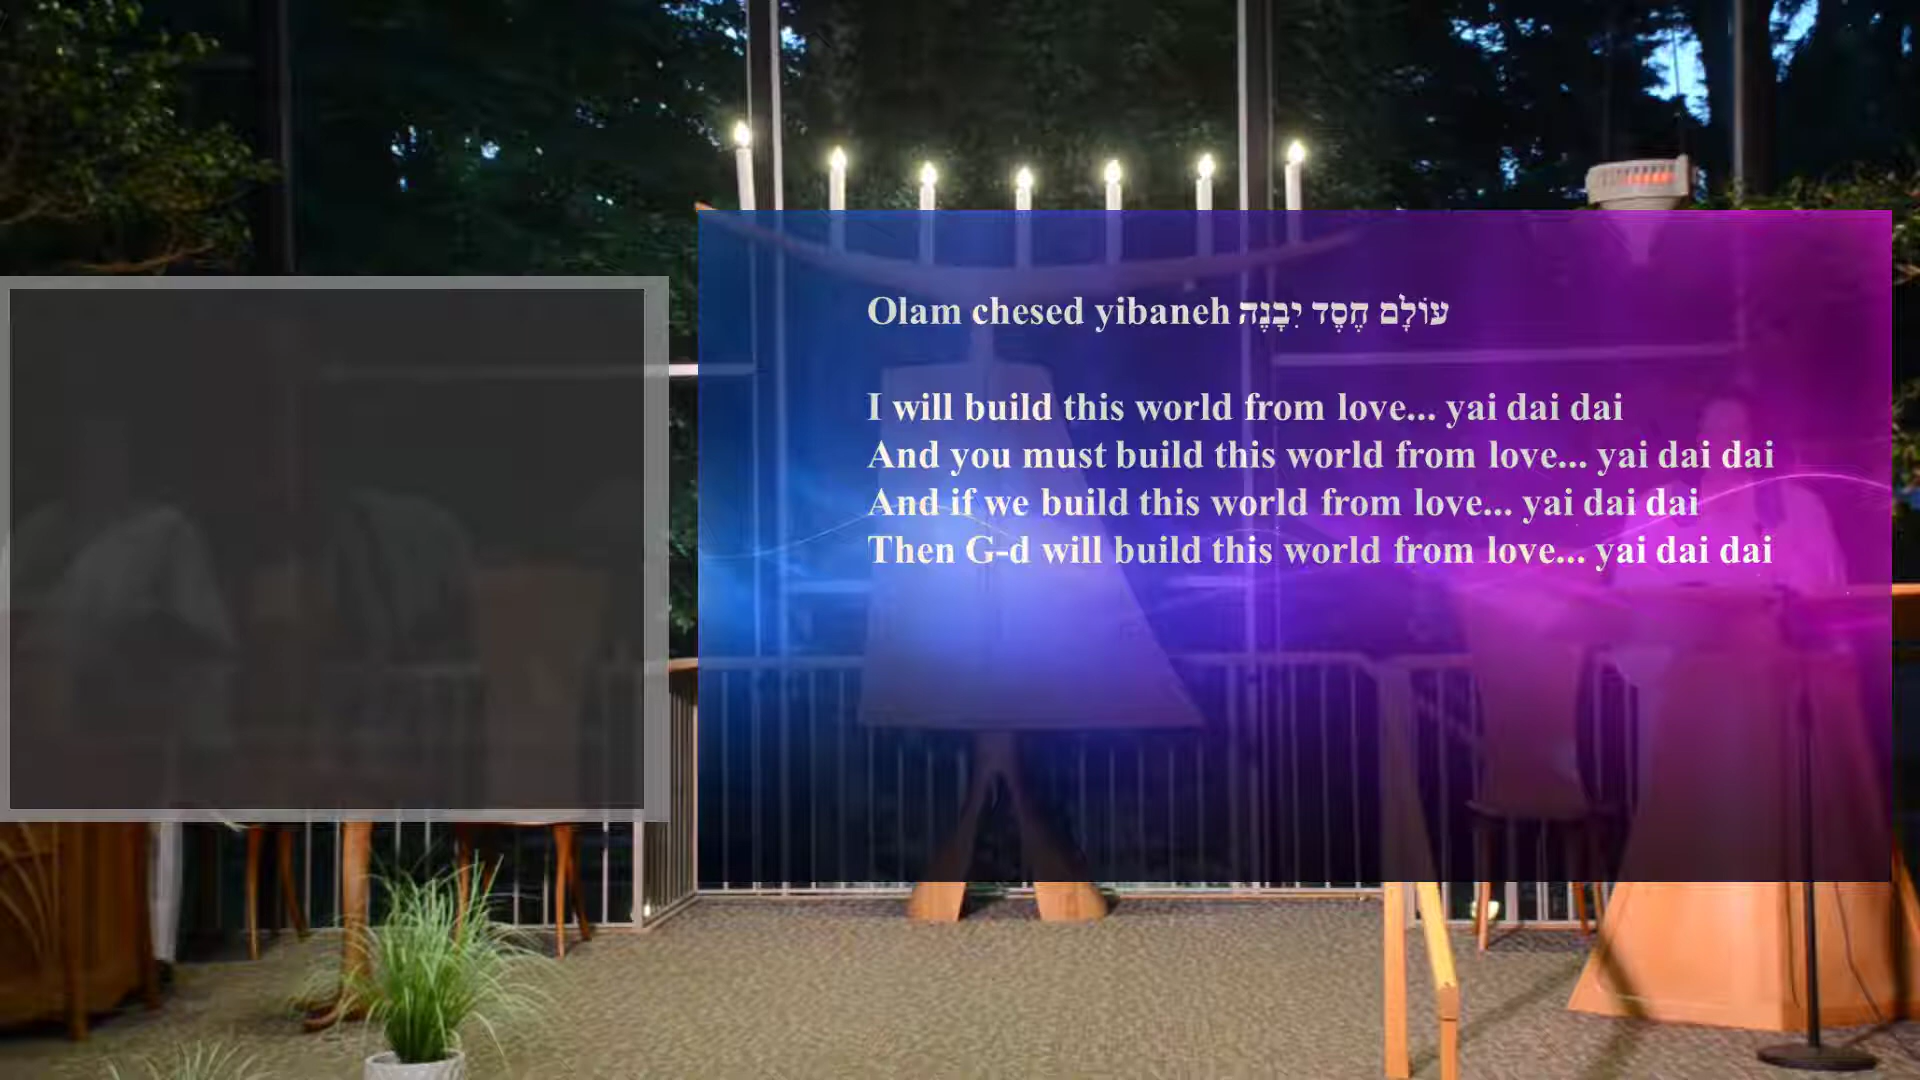 Olam chesed yibaneh עוֹלָם חֶסֶד יִבָּנֶה
I will build this world from love... yai dai dai
And you must build this world from love... yai dai dai
And if we build this world from love... yai dai dai
Then G-d will build this world from love... yai dai dai